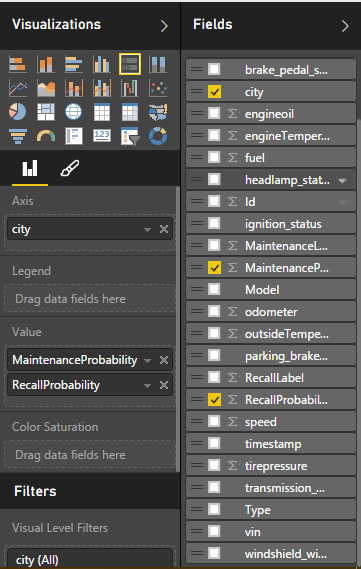 Visualizations
Axis
city
Legend
Drag data fields here
Value
MaintenanceProbability
RecallProbability
Color Saturation
Drag data fields here
Filters
Visual Level Filters
city (All)
Fields
brake_pedal_s...
city
engineoil
engineTemper...
fuel
headlamp_stat...
Id
ignition_status
MaintenanceL...
MaintenanceP...
Model
odometer
outsideTempe...
parking_brake...
RecallLabel
RecallProbabil...
speed
timestamp
tirepressure
transmission_...
Type
vin
windshield_wi...